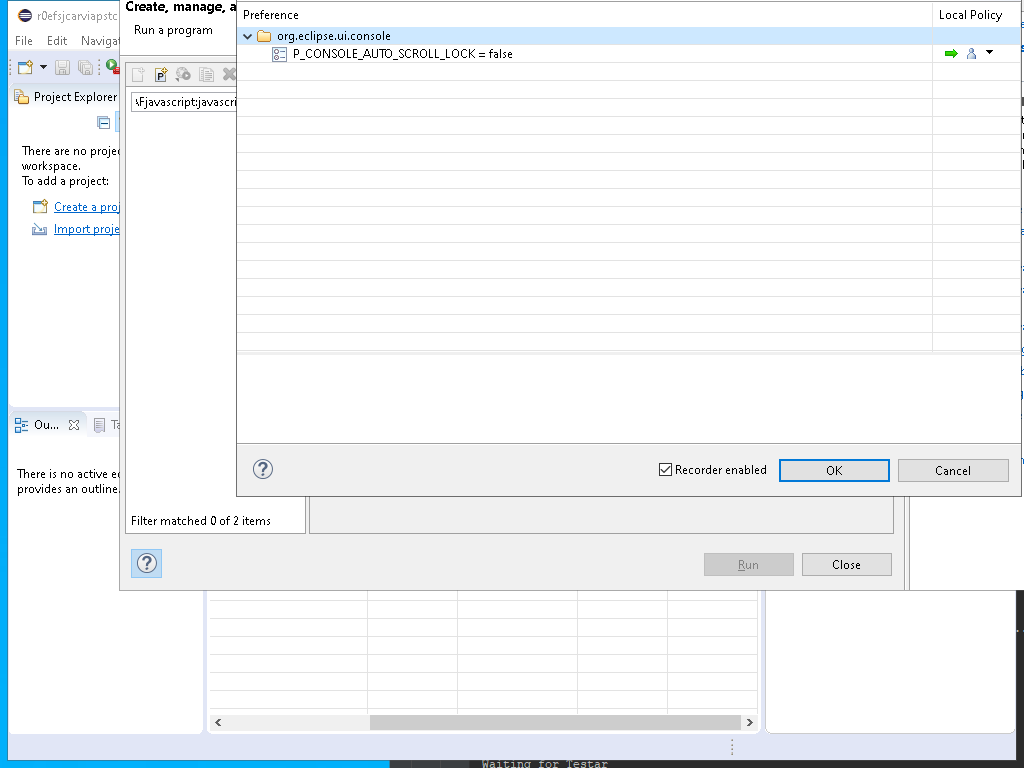 r0efsjcarviapstc
File Edit Navigat
Project Explorer
There are no projec
workspace.
To add a project:
Create a proj
Import proje
Ou...
Ta
There is no active ed
provides an outline.
Create, manage, a
Run a program
\Fjavascript:javascri
Filter matched 0 of 2 items
Run
Close
Preference
Local Policy
org.eclipse.ui.console
P_CONSOLE_AUTO_SCROLL_LOCK = false
Recorder enabled
OK
Cancel
Waiting for Testar